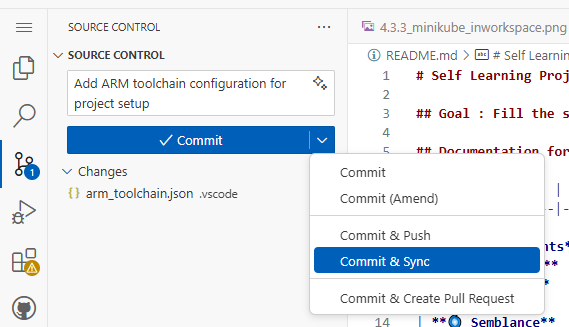 SOURCE CONTROL
SOURCE CONTROL
Add ARM toolchain configuration for
project setup
Commit
Changes
{ } arm_toolchain.json .vscode
1
Commit
Commit (Amend)
Commit & Push
Commit & Sync
Commit & Create Pull Request
4.3.3_minikube_inworkspace.png
README.md > abc # Self Learning
1 # Self Learning Proj
2
3 ## Goal : Fill the s
4
5 ## Documentation for
14 | ** Semblance**